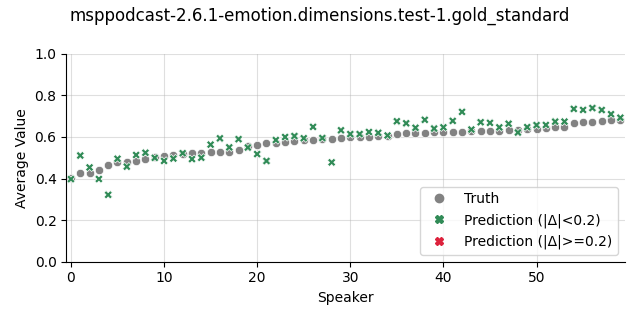 msppodcast-2.6.1-emotion.dimensions.test-1.gold_standard
1.0
0.8
0.6
0.4
0.2
0.0
Average Value
0
10
20
30
40
50
Speaker
Truth
Prediction (|Δ|<0.2)
Prediction (|Δ|>=0.2)